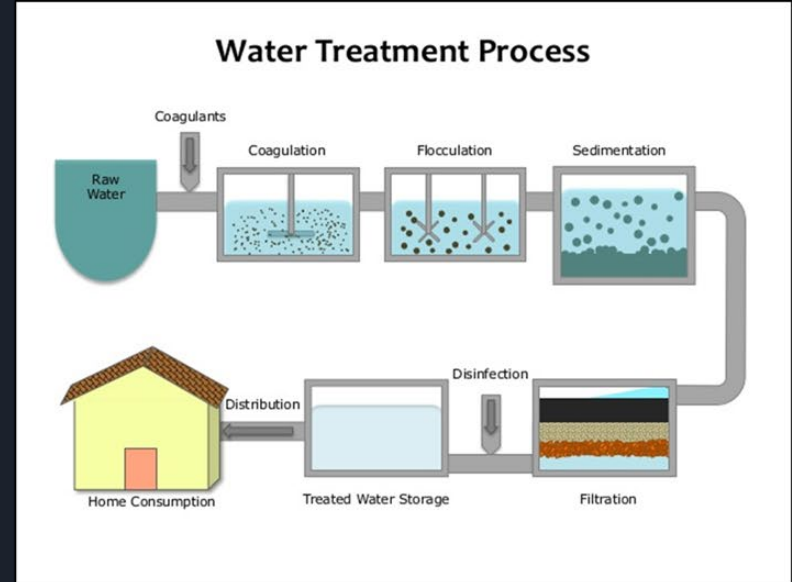 Water Treatment Process
Coagulants
Coagulation
Flocculation
Sedimentation
Raw
Water
Disinfection
Distribution
Home Consumption
Treated Water Storage
Filtration